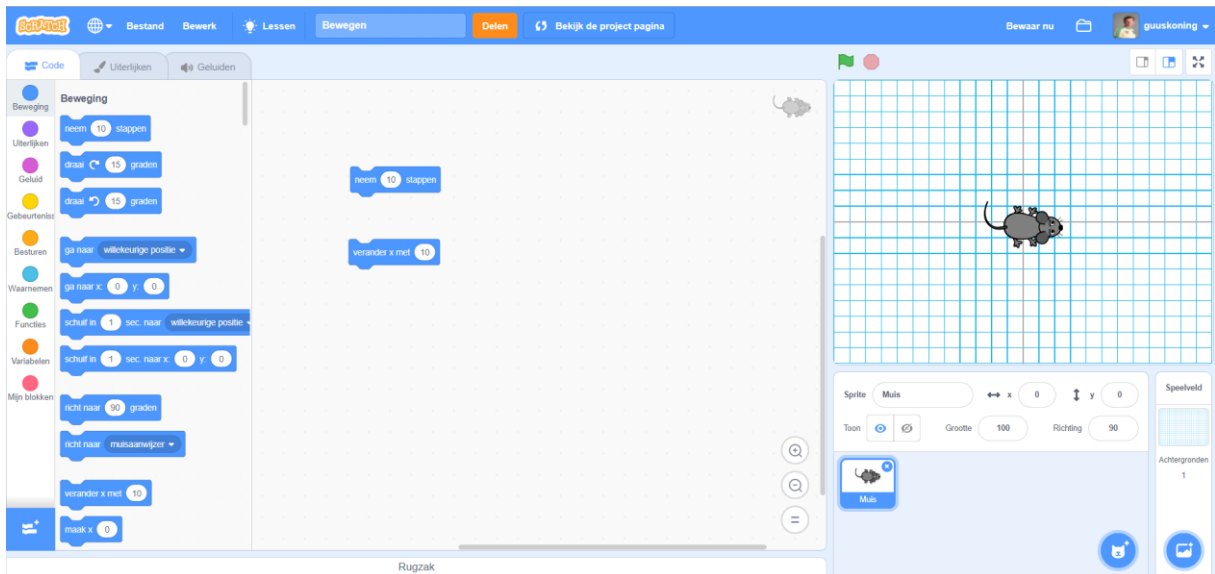 SCRATCH Bestand Bewerk Lessen Bewegen Delen Bekijk de project pagina Bewaar nu guuskoning
Code Uiterlijken Geluiden
Beweging
Uiterlijken
Geluid
Gebeurteniss
Besturen
Waarnemen
Functies
Variabelen
Mijn blokken
Beweging
neem 10 stappen
draai 15 graden
draai 15 graden
ga naar willekeurige positie
ga naar x: 0 y: 0
schuif in 1 sec. naar willekeurige positie
schuif in 1 sec. naar x: 0 y: 0
richt naar 90 graden
richt naar muisaanwijzer
verander x met 10
maak x 0
neem 10 stappen
verander x met 10
Sprite Muis x 0 y 0
Toon Grootte 100 Richting 90
Muis
Speelveld
Achtergronden
1
Rugzak